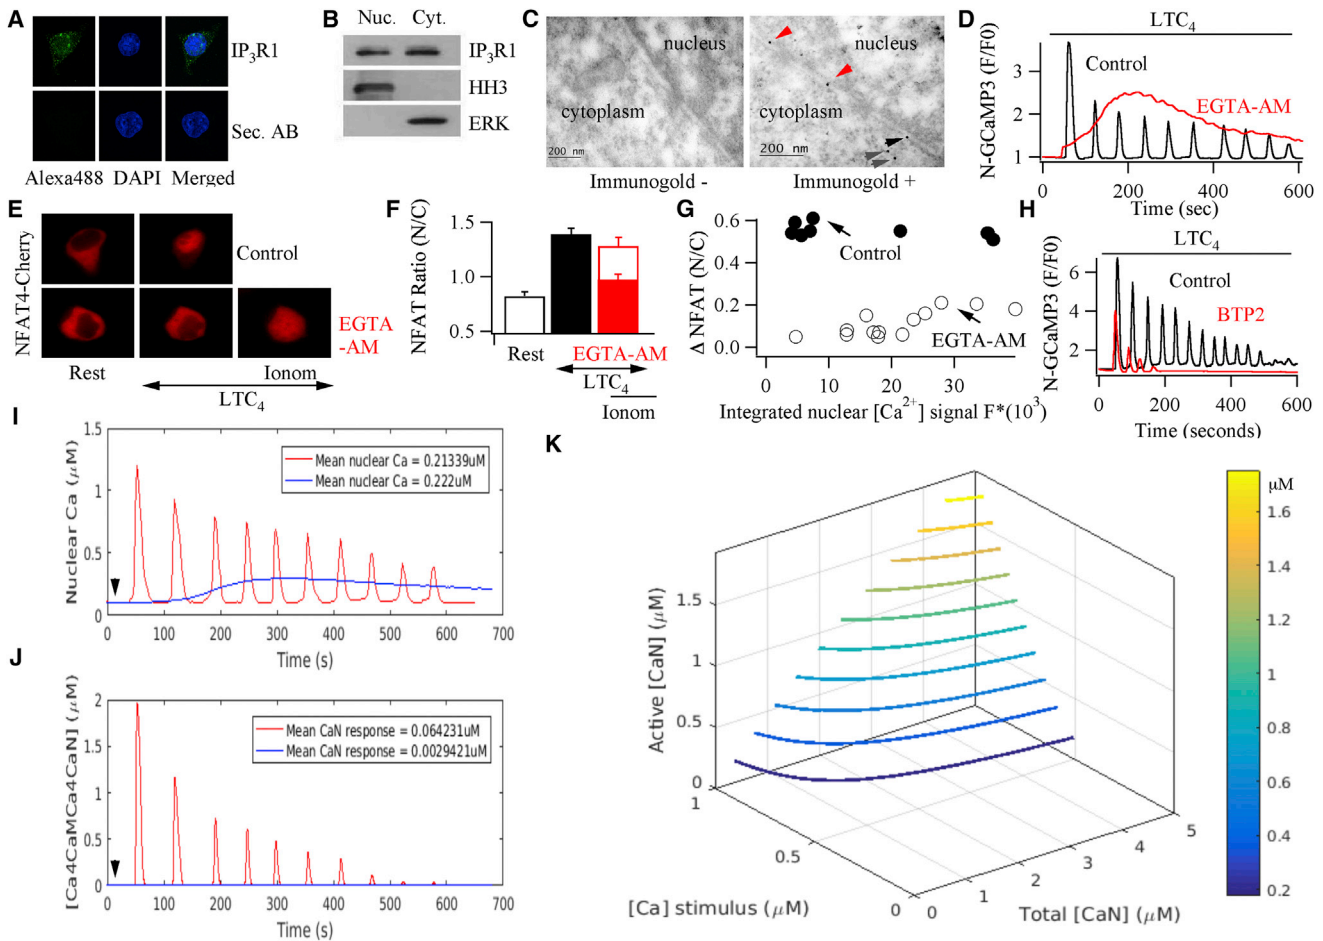 A
IP3R1
Sec. AB
Alexa488 DAPI Merged
B
Nuc. Cyt.
IP3R1
HH3
ERK
C
nucleus
cytoplasm
200 nm
Immunogold -
nucleus
cytoplasm
200 nm
Immunogold +
D
LTC4
Control
EGTA-AM
N-GCaMP3 (F/F0)
3
2
1
0 200 400 600
Time (sec)
E
NFAT4-Cherry
Control
EGTA
-AM
Rest
Ionom
LTC4
F
NFAT Ratio (N/C)
1.5
1.0
0.5
Rest
EGTA-AM
LTC4
Ionom
G
Δ NFAT (N/C)
0.6
0.4
0.2
0.0
Control
EGTA-AM
0 10 20 30
Integrated nuclear [Ca2+] signal F*(103)
H
LTC4
Control
BTP2
N-GCaMP3 (F/F0)
6
4
2
0 200 400 600
Time (seconds)
I
Nuclear Ca (μM)
1.5
1
0.5
0
Mean nuclear Ca = 0.21339uM
Mean nuclear Ca = 0.222uM
0 100 200 300 400 500 600 700
Time (s)
J
[Ca4CaMCa4CaN] (μM)
2
1.5
1
0.5
0
Mean CaN response = 0.064231uM
Mean CaN response = 0.0029421uM
0 100 200 300 400 500 600 700
Time (s)
K
Active [CaN] (μM)
1.5
1
0.5
0
1
0.5
0
[Ca] stimulus (μM)
0
1
2
3
4
5
Total [CaN] (μM)
μM
1.6
1.4
1.2
1
0.8
0.6
0.4
0.2